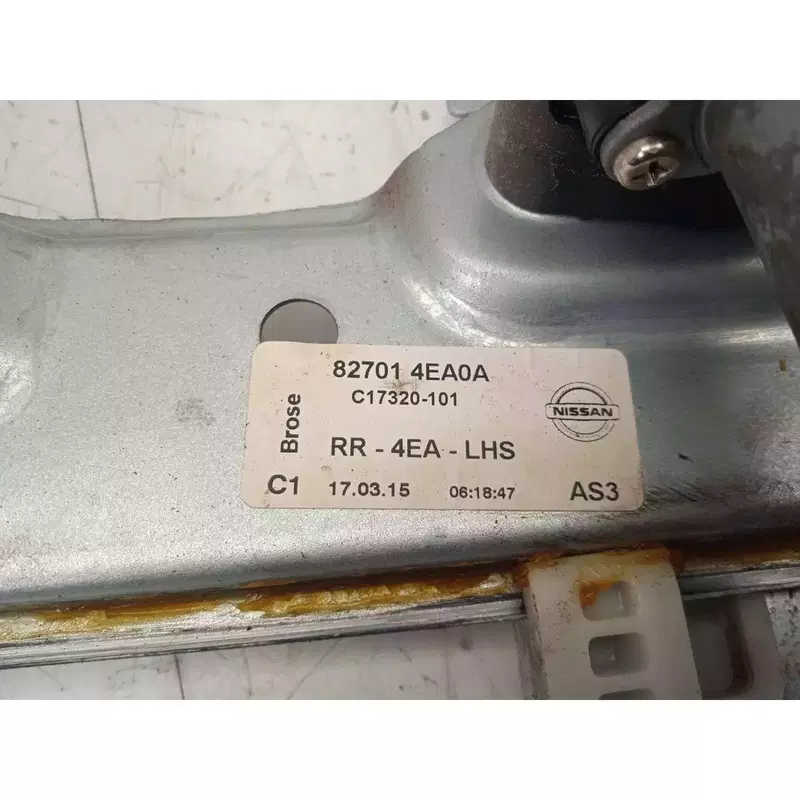 82701 4EA0A
C17320-101
NISSAN
Brose
RR - 4EA - LHS
C1 17.03.15 06:18:47 AS3